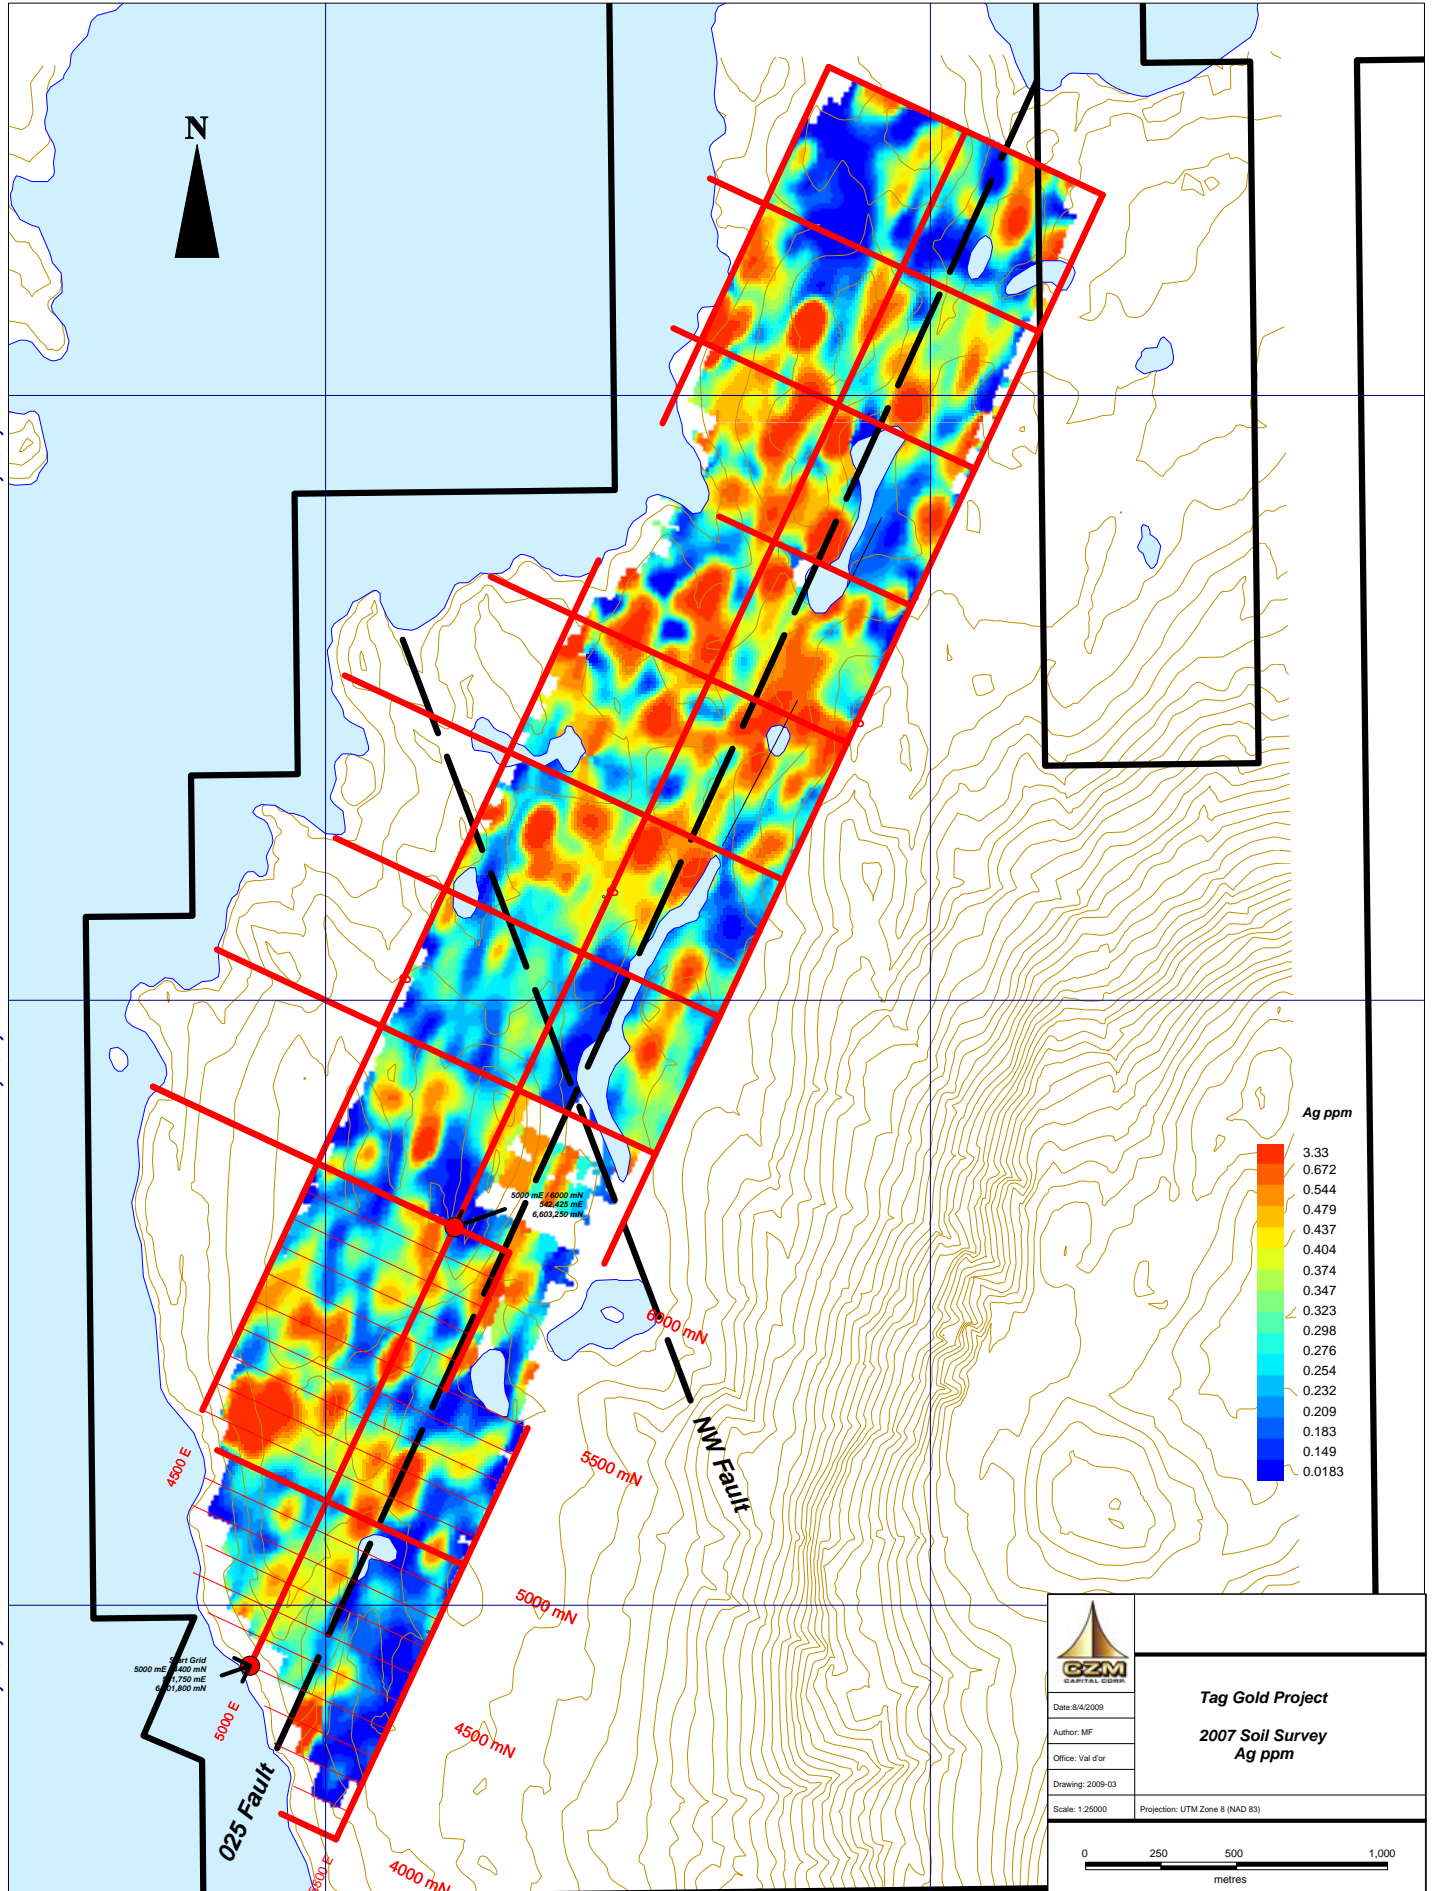 N
Ag ppm
3.33
0.672
0.544
0.479
0.437
0.404
0.374
0.347
0.323
0.298
0.276
0.254
0.232
0.209
0.183
0.149
0.0183
5000 mE / 6000 mN
542,425 mE
6,603,250 mN
6000 mN
NW Fault
5500 mN
4500 E
5000 mN
Grid
5000 mE
mE
mN
5000 E
4500 mN
025 Fault
4000 mN
CZM
CAPITAL CORP.
Date:8/4/2009
Author: MF
Office: Val d'or
Drawing: 2009-03
Scale: 1:25000
Tag Gold Project
2007 Soil Survey
Ag ppm
Projection: UTM Zone 8 (NAD 83)
0 250 500 1,000
metres